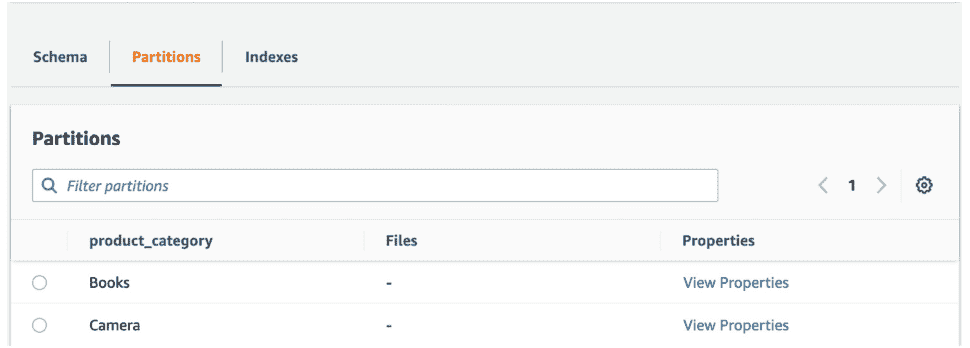 Schema Partitions Indexes
Partitions
Filter partitions 1
product_category Files Properties
Books - View Properties
Camera - View Properties